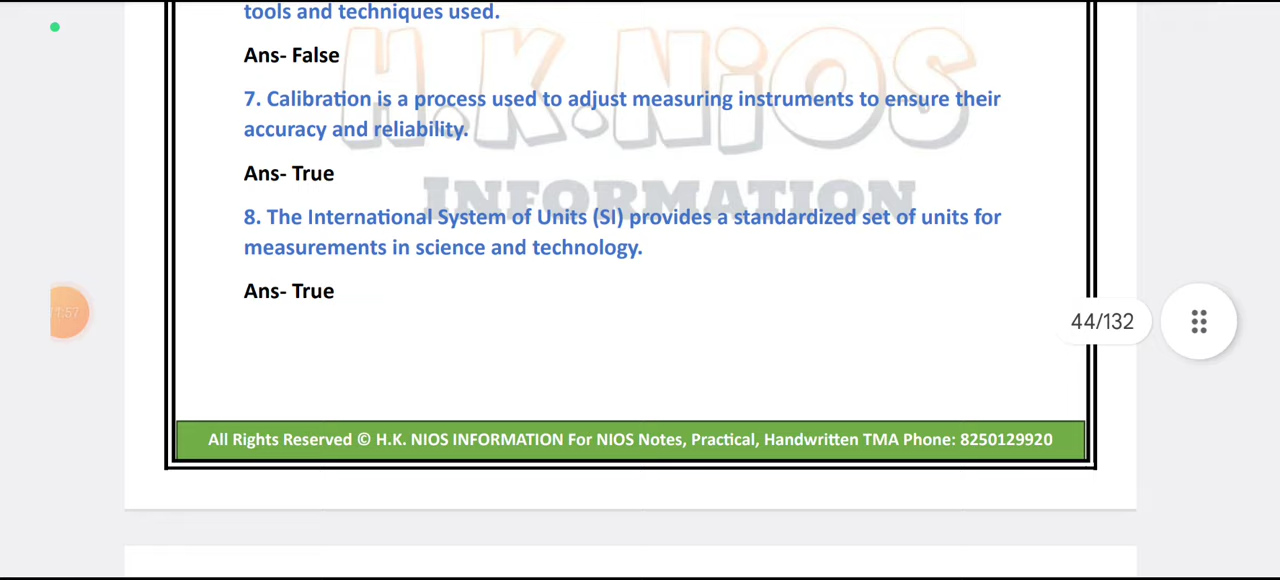 tools and techniques used.
Ans- False
7. Calibration is a process used to adjust measuring instruments to ensure their
accuracy and reliability.
Ans- True
8. The International System of Units (SI) provides a standardized set of units for
measurements in science and technology.
Ans- True
H.K.NiOS
INFORMATION
44/132
All Rights Reserved © H.K. NIOS INFORMATION For NIOS Notes, Practical, Handwritten TMA Phone: 8250129920